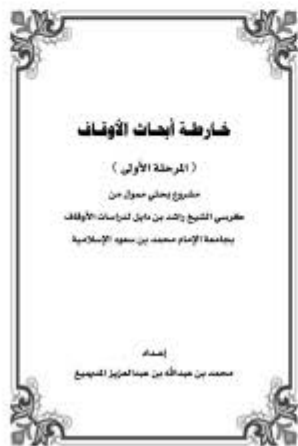 خارطة أبحاث الأوقاف
( المرحلة الأولى )
مشروع بحثي ممول من
كرسي الشيخ راشد بن دايل لدراسات الأوقاف
بجامعة الإمام محمد بن سعود الإسلامية
إعداد
محمد بن عبدالله بن عبدالعزيز